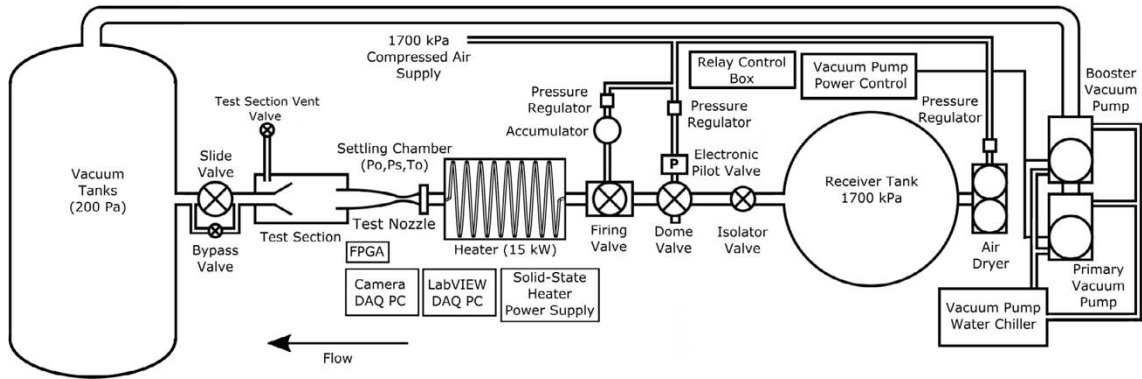 1700 kPa
Compressed Air
Supply
Relay Control
Box
Vacuum Pump
Power Control
Booster
Vacuum
Pump
Test Section Vent
Valve
Pressure
Regulator
Accumulator
Pressure
Regulator
Pressure
Regulator
Slide
Valve
Settling Chamber
(Po,Ps,To)
P
Electronic
Pilot Valve
Vacuum
Tanks
(200 Pa)
Receiver Tank
1700 kPa
Bypass
Valve
Test Section
Test Nozzle
Heater (15 kW)
Firing
Valve
Dome
Valve
Isolator
Valve
Air
Dryer
Primary
Vacuum
Pump
FPGA
Camera
DAQ PC
LabVIEW
DAQ PC
Solid-State
Heater
Power Supply
Vacuum Pump
Water Chiller
Flow